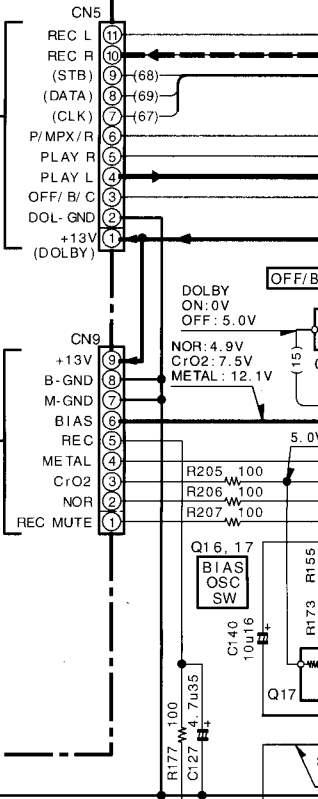 CN5
REC L 11
REC R 10
(STB) 9 (68)
(DATA) 8 (69)
(CLK) 7 (67)
P/MPX/R 6
PLAY R 5
PLAY L 4
OFF/B/C 3
DOL-GND 2
+13V 1
(DOLBY)
OFF/B
DOLBY
ON:0V
OFF:5.0V
(15)
NOR:4.9V
CrO2:7.5V
METAL:12.1V
CN9
+13V 9
B-GND 8
M-GND 7
BIAS 6
REC 5
METAL 4
CrO2 3
NOR 2
REC MUTE 1
5.0V
R205 100
R206 100
R207 100
Q16, 17
BIAS
OSC
SW
R155
R173
C140
10u16
+
Q17
R177 100
C127 4.7u35
+